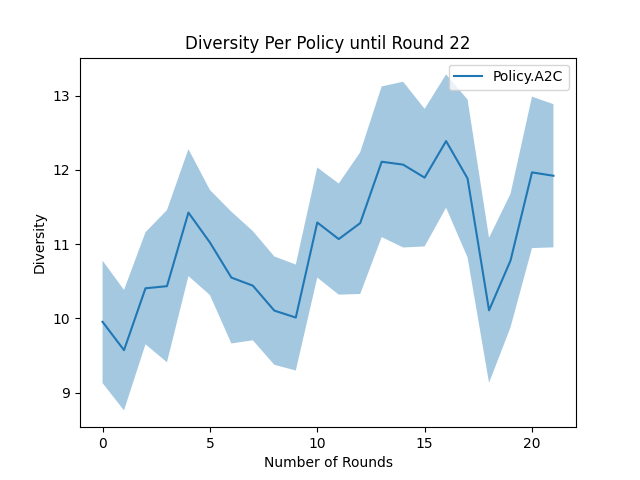 Diversity Per Policy until Round 22
Policy.A2C
13
12
11
10
9
Diversity
0 5 10 15 20
Number of Rounds